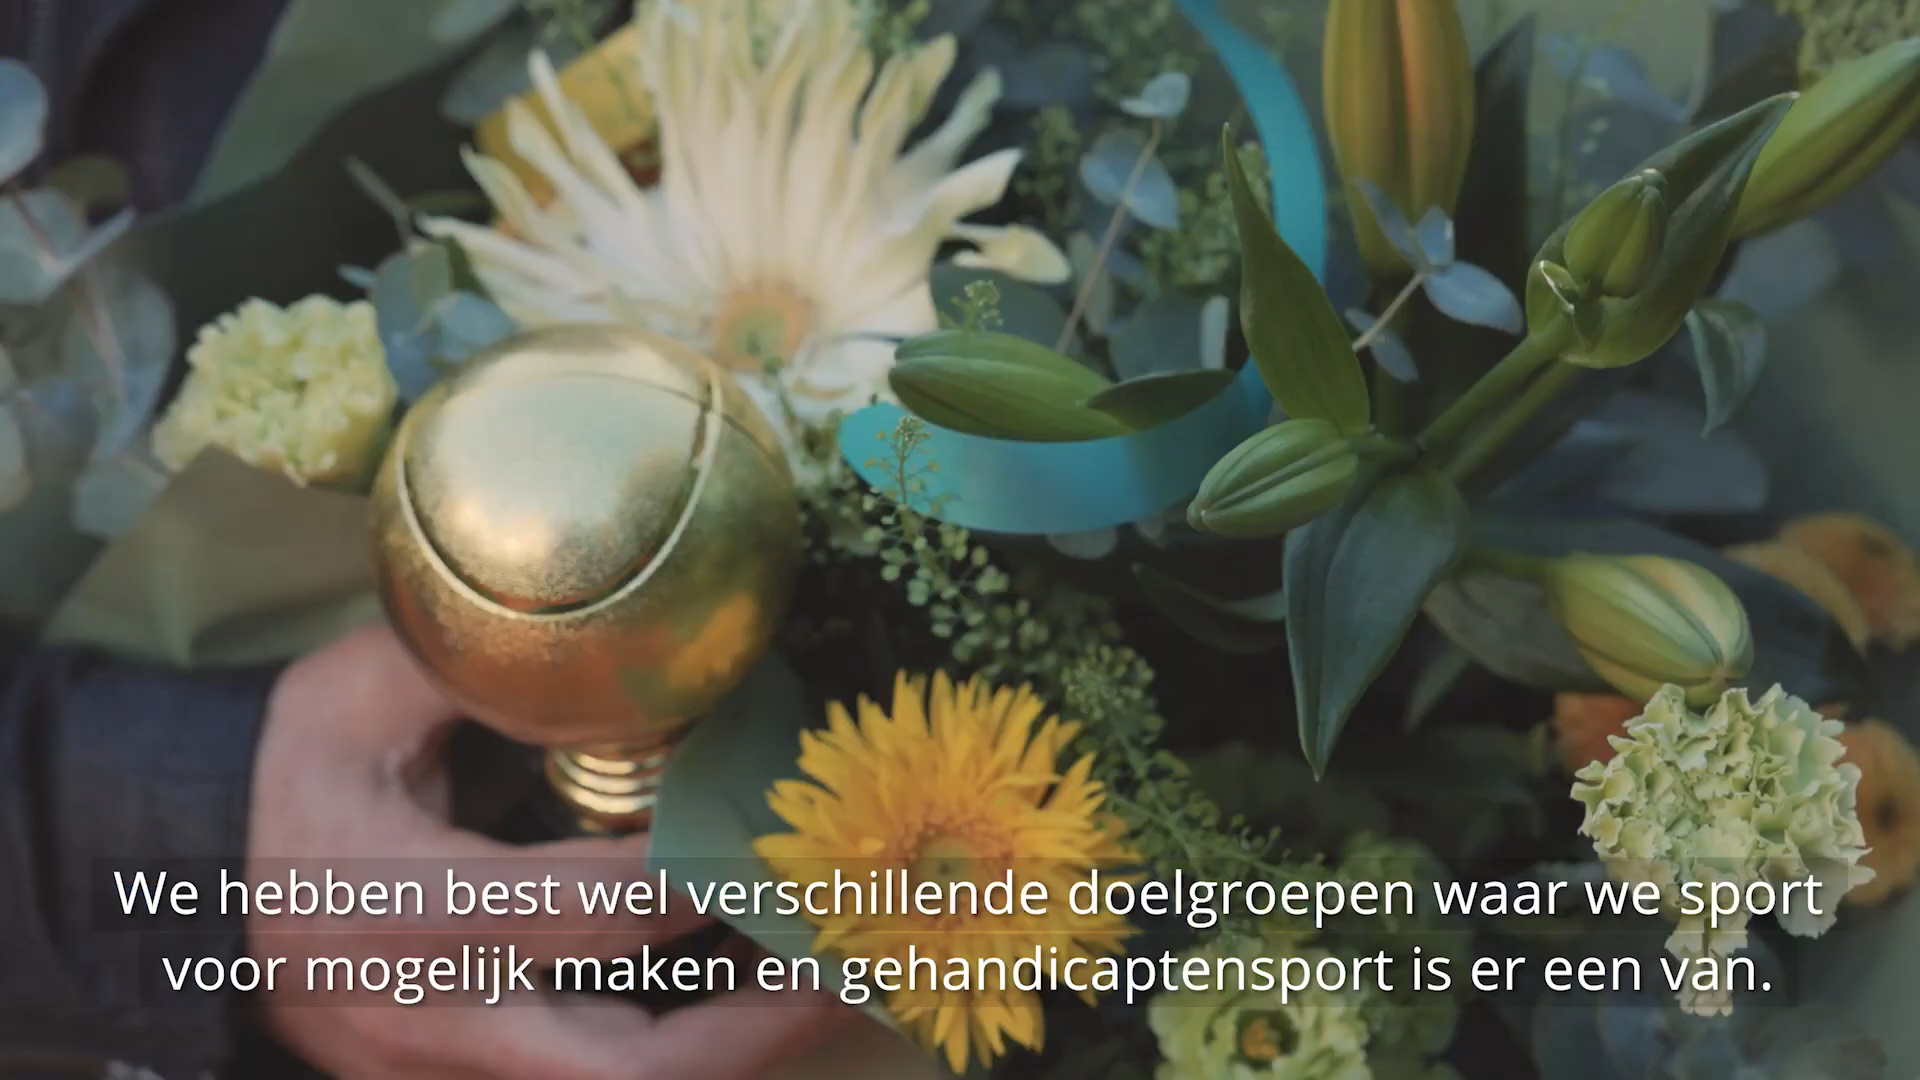 We hebben best wel verschillende doelgroepen waar we sport
voor mogelijk maken en gehandicaptensport is er een van.